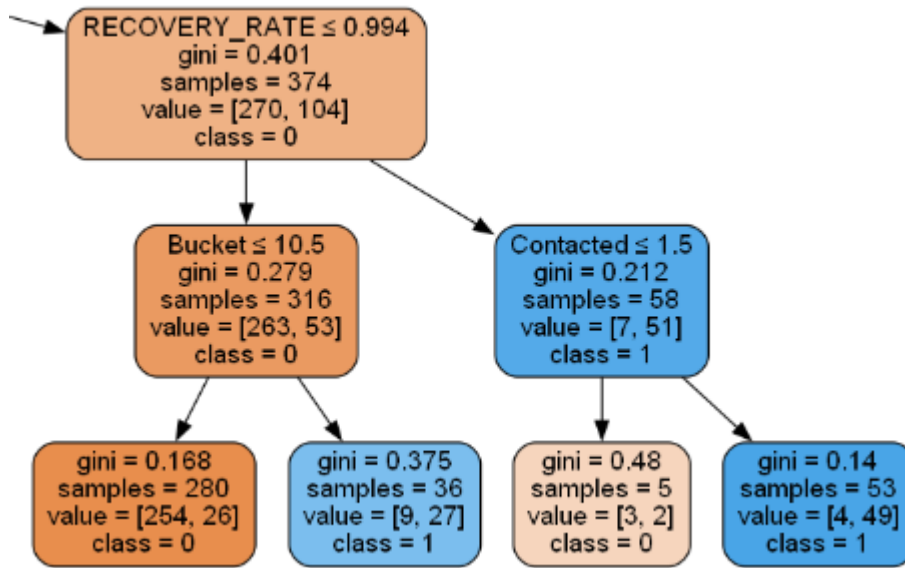 RECOVERY_RATE ≤ 0.994
gini = 0.401
samples = 374
value = [270, 104]
class = 0
Bucket ≤ 10.5
gini = 0.279
samples = 316
value = [263, 53]
class = 0
Contacted ≤ 1.5
gini = 0.212
samples = 58
value = [7, 51]
class = 1
gini = 0.168
samples = 280
value = [254, 26]
class = 0
gini = 0.375
samples = 36
value = [9, 27]
class = 1
gini = 0.48
samples = 5
value = [3, 2]
class = 0
gini = 0.14
samples = 53
value = [4, 49]
class = 1